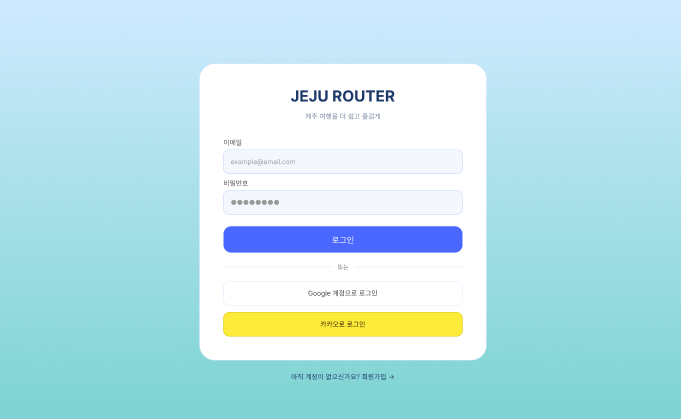 JEJU ROUTER
제주 여행을 더 쉽고 즐겁게
이메일
example@email.com
비밀번호
●●●●●●●●
로그인
또는
Google 계정으로 로그인
카카오로 로그인
아직 계정이 없으신가요? 회원가입 →